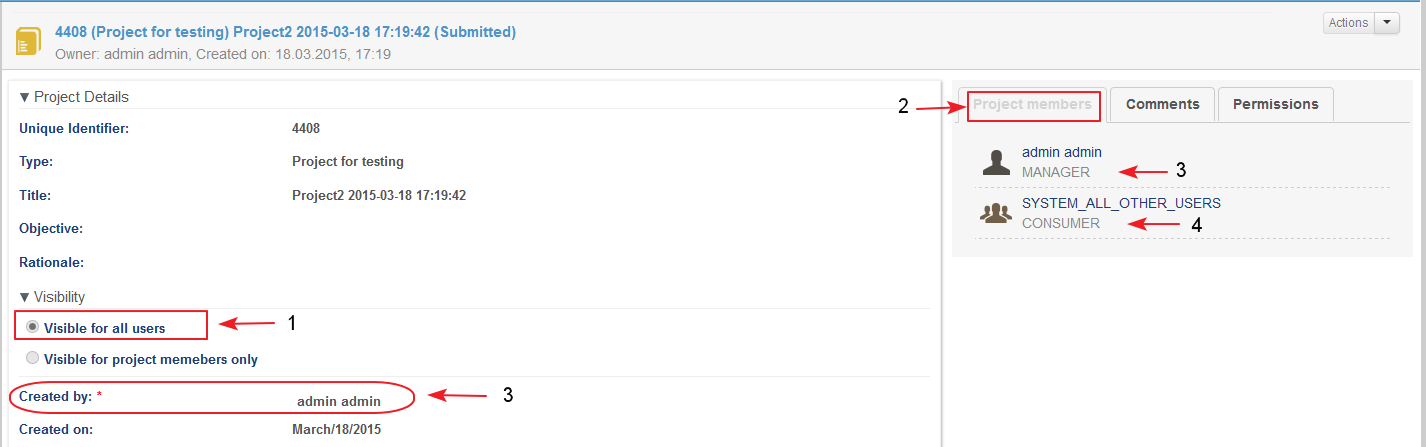 4408 (Project for testing) Project2 2015-03-18 17:19:42 (Submitted)
Owner: admin admin, Created on: 18.03.2015, 17:19
Actions
▼ Project Details
Unique Identifier: 4408
Type: Project for testing
Title: Project2 2015-03-18 17:19:42
Objective:
Rationale:
▼ Visibility
Visible for all users 1
Visible for project memebers only
Created by: * admin admin 3
Created on: March/18/2015
2 Project members Comments Permissions
admin admin
MANAGER 3
SYSTEM_ALL_OTHER_USERS
CONSUMER 4